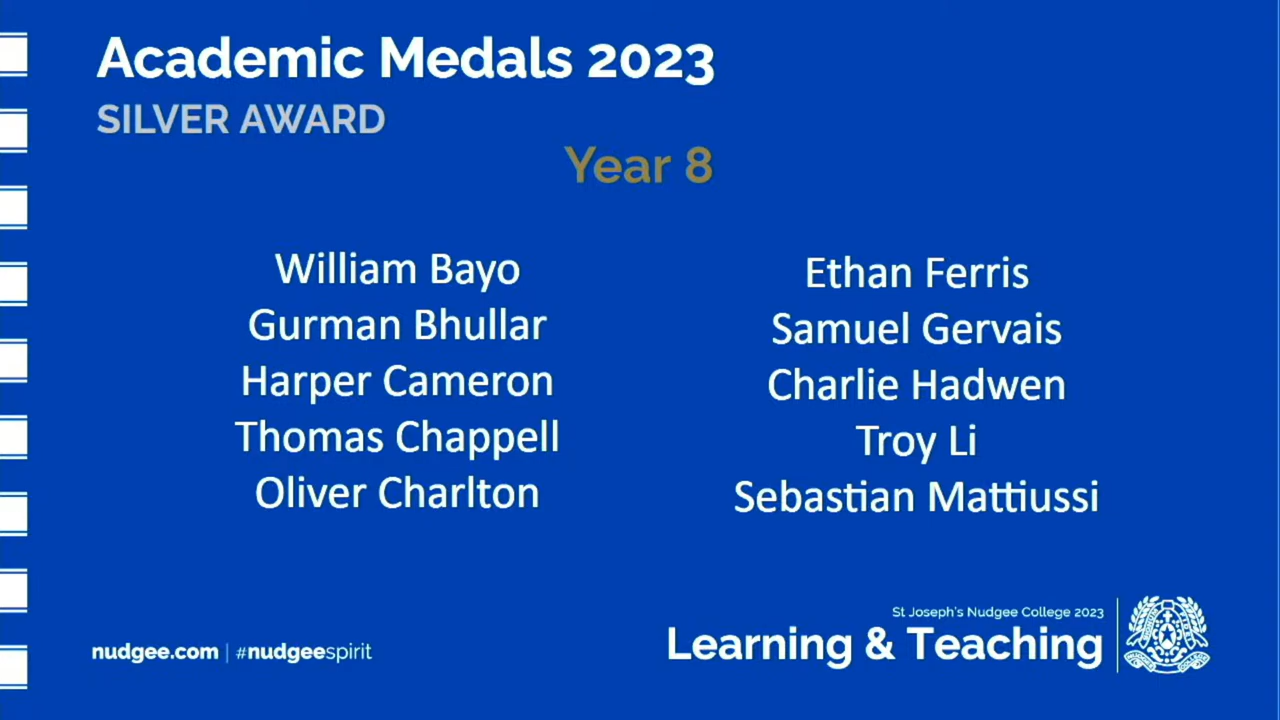 Academic Medals 2023
SILVER AWARD
Year 8
William Bayo
Gurman Bhullar
Harper Cameron
Thomas Chappell
Oliver Charlton
Ethan Ferris
Samuel Gervais
Charlie Hadwen
Troy Li
Sebastian Mattiussi
nudgee.com | #nudgeespirit
St Joseph's Nudgee College 2023
Learning & Teaching